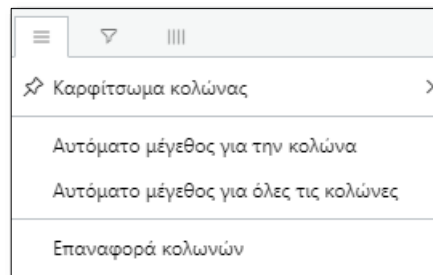 Καρφίτσωμα κολώνας
Αυτόματο μέγεθος για την κολώνα
Αυτόματο μέγεθος για όλες τις κολώνες
Επαναφορά κολωνών